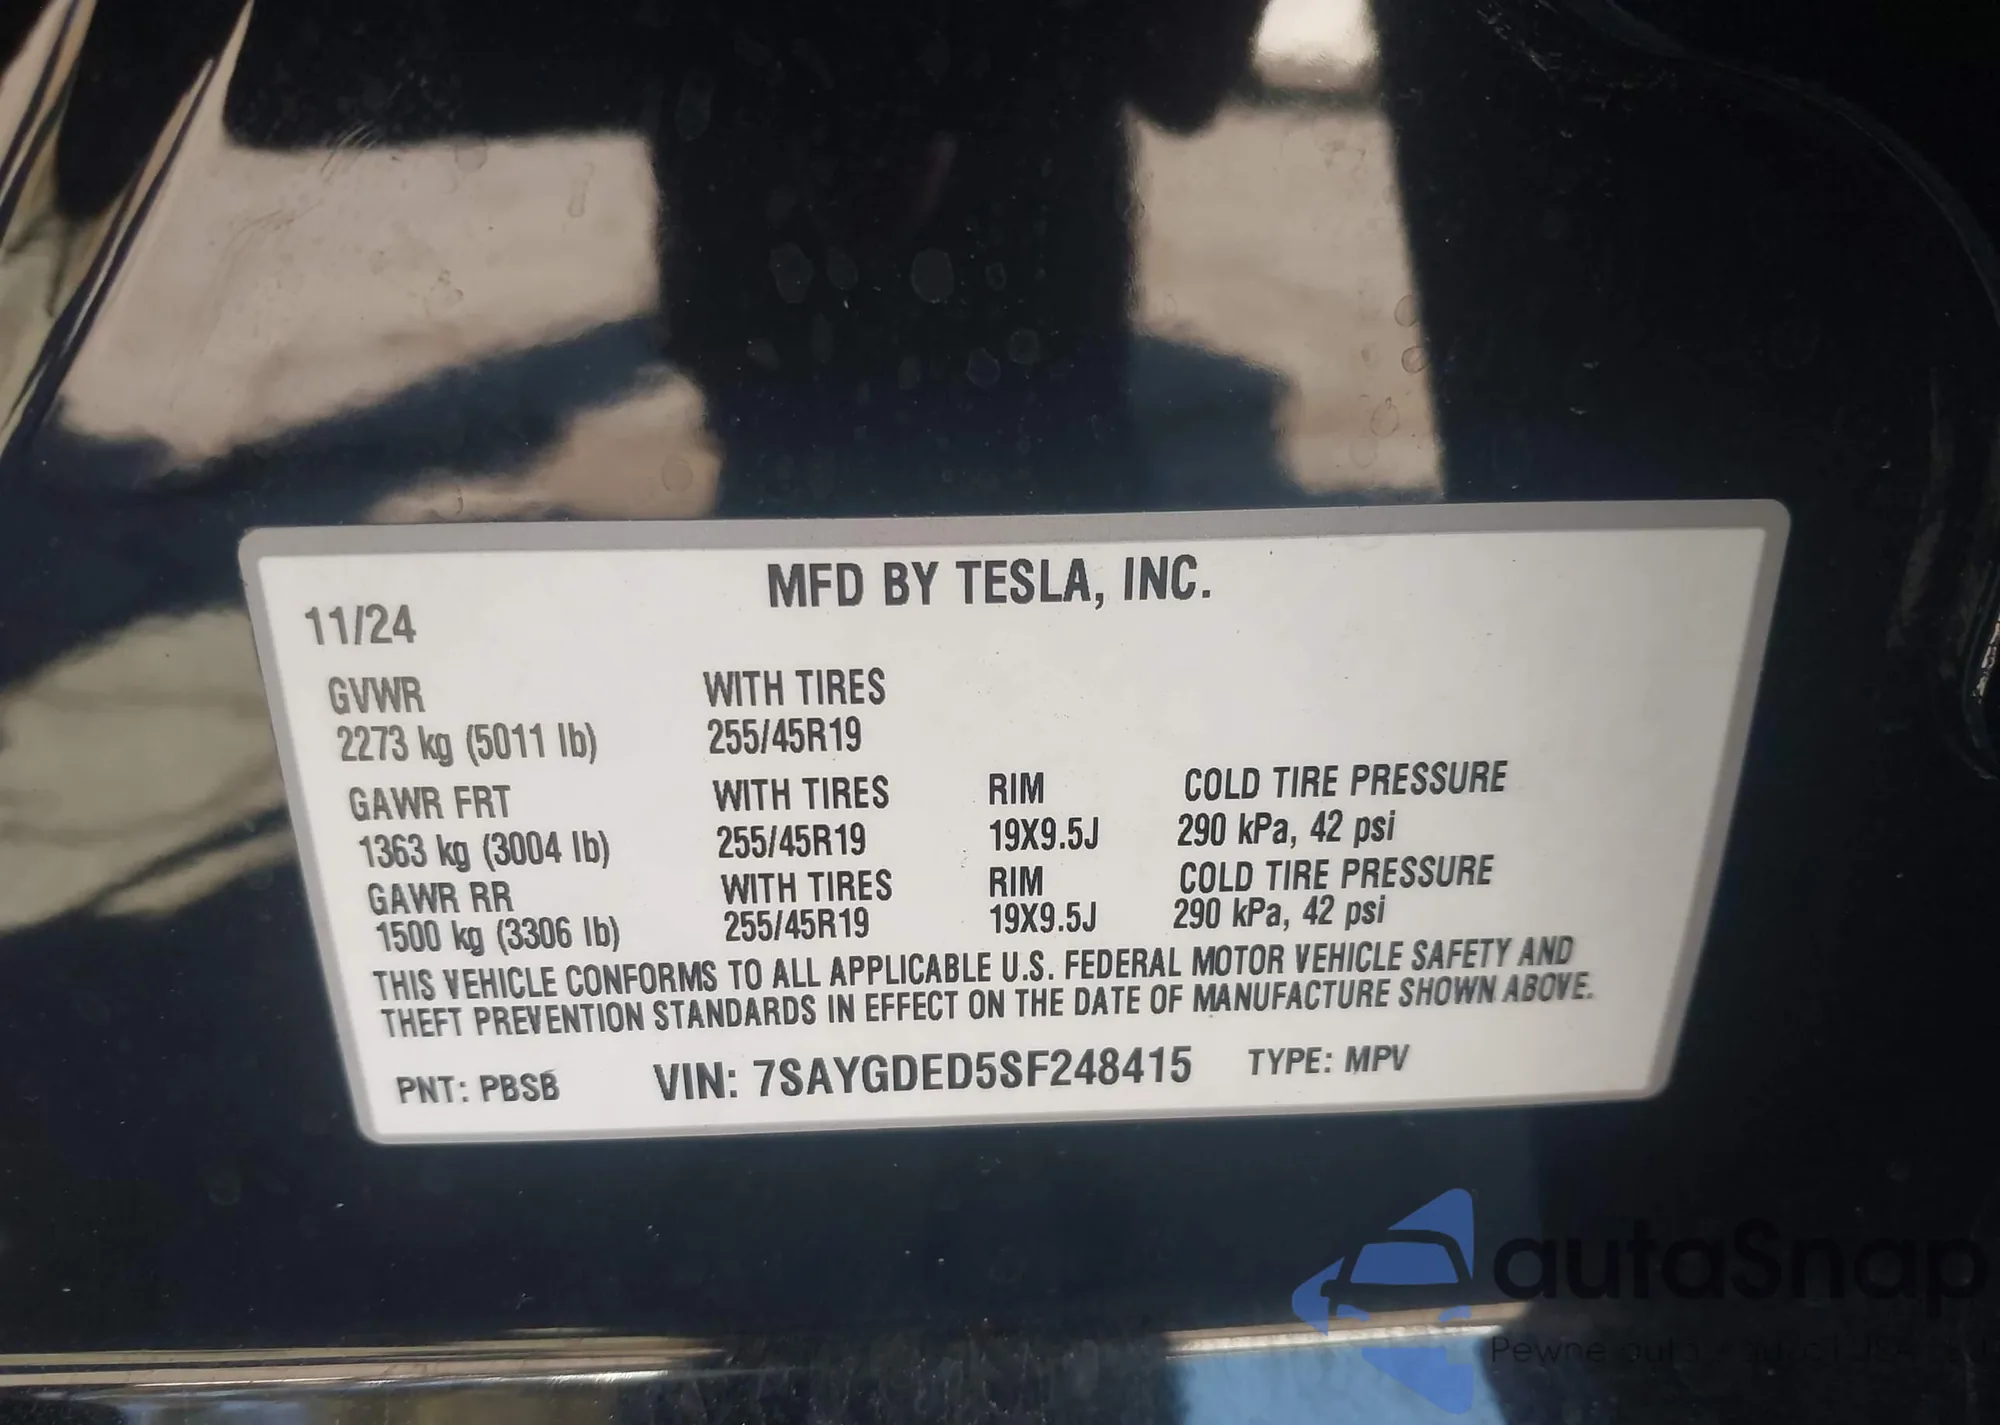 MFD BY TESLA, INC.
11/24
GVWR WITH TIRES
2273 kg (5011 lb) 255/45R19
GAWR FRT WITH TIRES RIM COLD TIRE PRESSURE
1363 kg (3004 lb) 255/45R19 19X9.5J 290 kPa, 42 psi
GAWR RR WITH TIRES RIM COLD TIRE PRESSURE
1500 kg (3306 lb) 255/45R19 19X9.5J 290 kPa, 42 psi
THIS VEHICLE CONFORMS TO ALL APPLICABLE U.S. FEDERAL MOTOR VEHICLE SAFETY AND
THEFT PREVENTION STANDARDS IN EFFECT ON THE DATE OF MANUFACTURE SHOWN ABOVE.
PNT: PBSB VIN: 7SAYGDED5SF248415 TYPE: MPV
autaSnap
Pewne auta